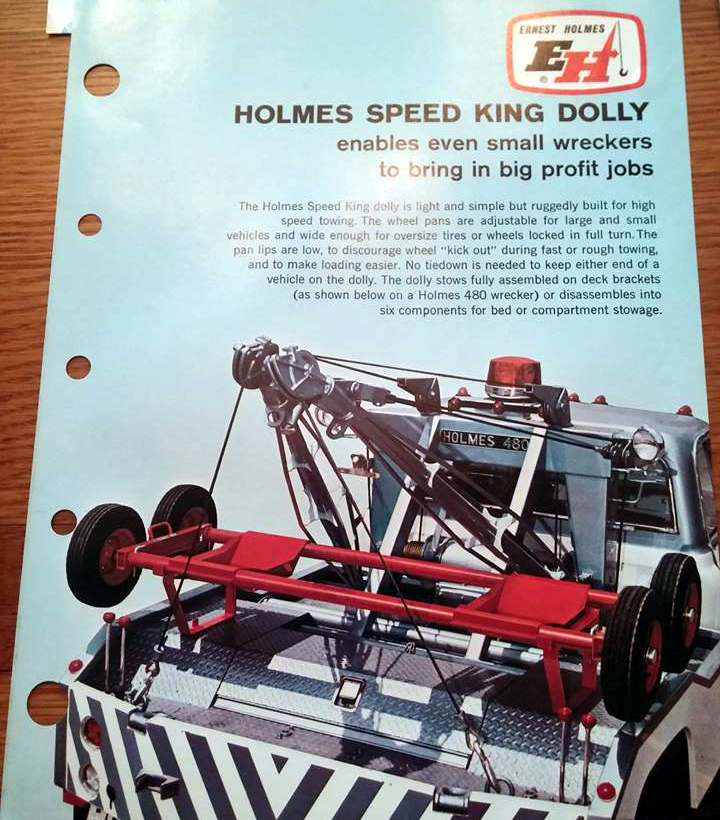 ERNEST HOLMES
EH
®
HOLMES SPEED KING DOLLY
enables even small wreckers
to bring in big profit jobs
The Holmes Speed King dolly is light and simple but ruggedly built for high
speed towing. The wheel pans are adjustable for large and small
vehicles and wide enough for oversize tires or wheels locked in full turn. The
pan lips are low, to discourage wheel "kick out" during fast or rough towing,
and to make loading easier. No tiedown is needed to keep either end of a
vehicle on the dolly. The dolly stows fully assembled on deck brackets
(as shown below on a Holmes 480 wrecker) or disassembles into
six components for bed or compartment stowage.
HOLMES 480